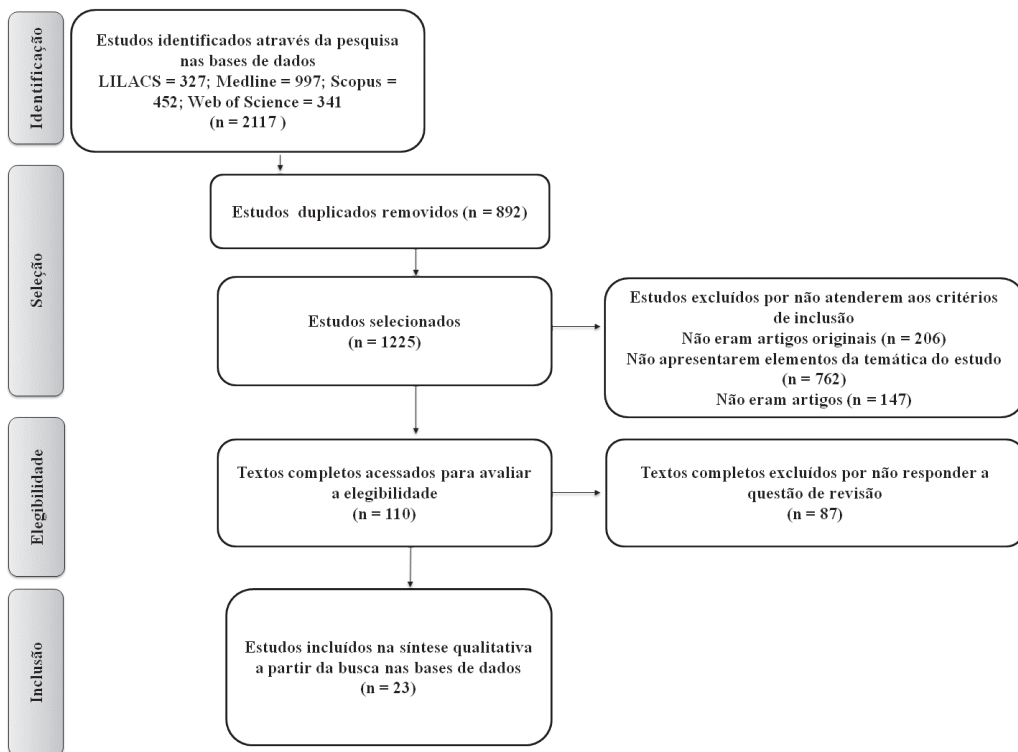 Identificação
Estudos identificados através da pesquisa
nas bases de dados
LILACS = 327; Medline = 997; Scopus =
452; Web of Science = 341
(n = 2117 )
Seleção
Estudos duplicados removidos (n = 892)
Estudos selecionados
(n = 1225)
Estudos excluídos por não atenderem aos critérios
de inclusão
Não eram artigos originais (n = 206)
Não apresentarem elementos da temática do estudo
(n = 762)
Não eram artigos (n = 147)
Elegibilidade
Textos completos acessados para avaliar
a elegibilidade
(n = 110)
Textos completos excluídos por não responder a
questão de revisão
(n = 87)
Inclusão
Estudos incluídos na síntese qualitativa
a partir da busca nas bases de dados
(n = 23)